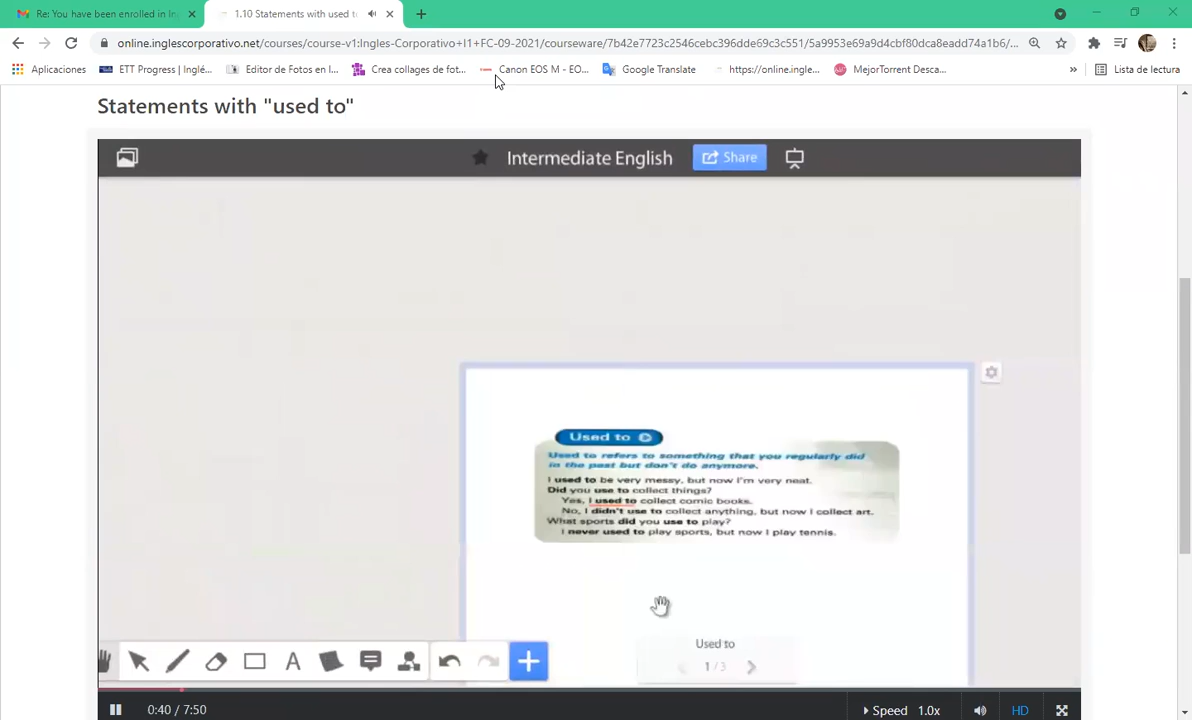 Re: You have been enrolled in In
1.10 Statements with used t
online.inglescorporativo.net/courses/course-v1:Ingles-Corporativo+I1+FC-09-2021/courseware/7b42e7723c2546cebc396dde69c3c551/5a9953e69a9d4cbf80dca8eadd74a1b6/...
Aplicaciones ETT Progress | Inglé... Editor de Fotos en l... Crea collages de fot... Canon EOS M - EO... Google Translate https://online.ingle... MejorTorrent Desca... » Lista de lectura
Statements with "used to"
Intermediate English Share
Used to
Used to refers to something that you regularly did
in the past but don't do anymore.
I used to be very messy, but now I'm very neat.
Did you use to collect things?
Yes, I used to collect comic books.
No, I didn't use to collect anything, but now I collect art.
What sports did you use to play?
I never used to play sports, but now I play tennis.
Used to
1 / 3
A
0:40 / 7:50 Speed 1.0x HD